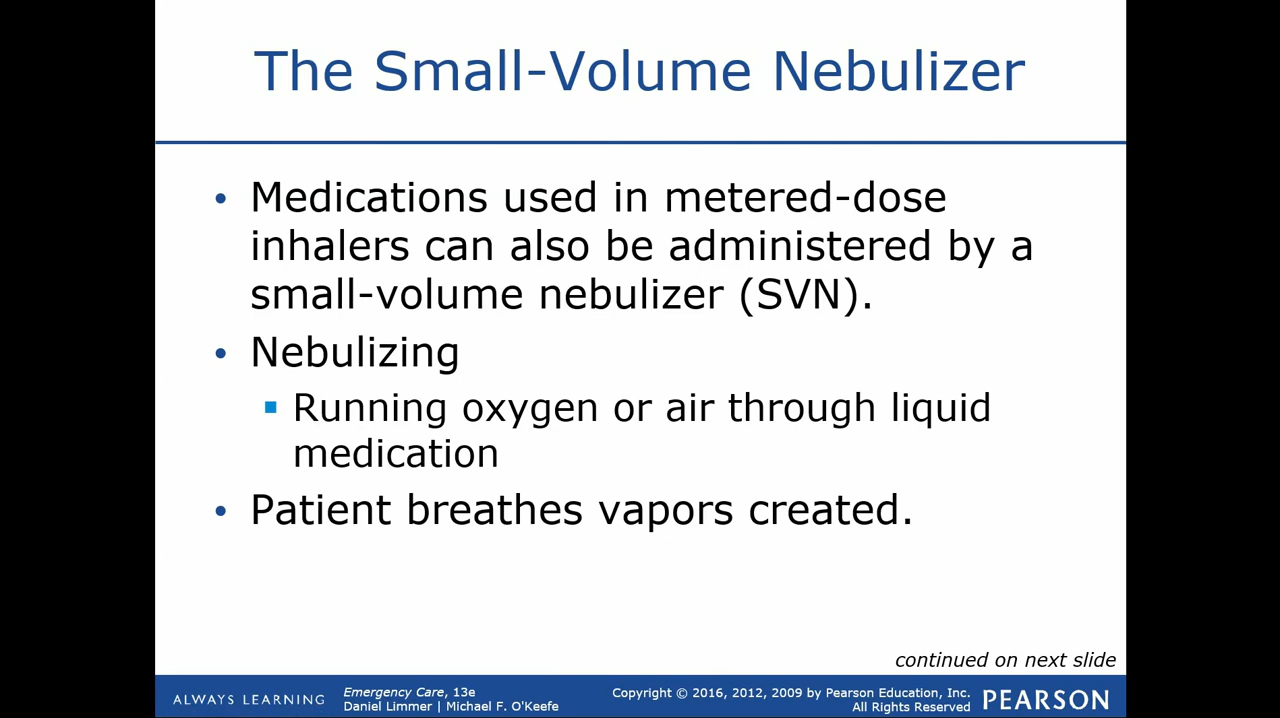 The Small-Volume Nebulizer
• Medications used in metered-dose
inhalers can also be administered by a
small-volume nebulizer (SVN).
• Nebulizing
▪ Running oxygen or air through liquid
medication
• Patient breathes vapors created.
continued on next slide
ALWAYS LEARNING
Emergency Care, 13e
Daniel Limmer | Michael F. O'Keefe
Copyright © 2016, 2012, 2009 by Pearson Education, Inc.
All Rights Reserved
PEARSON